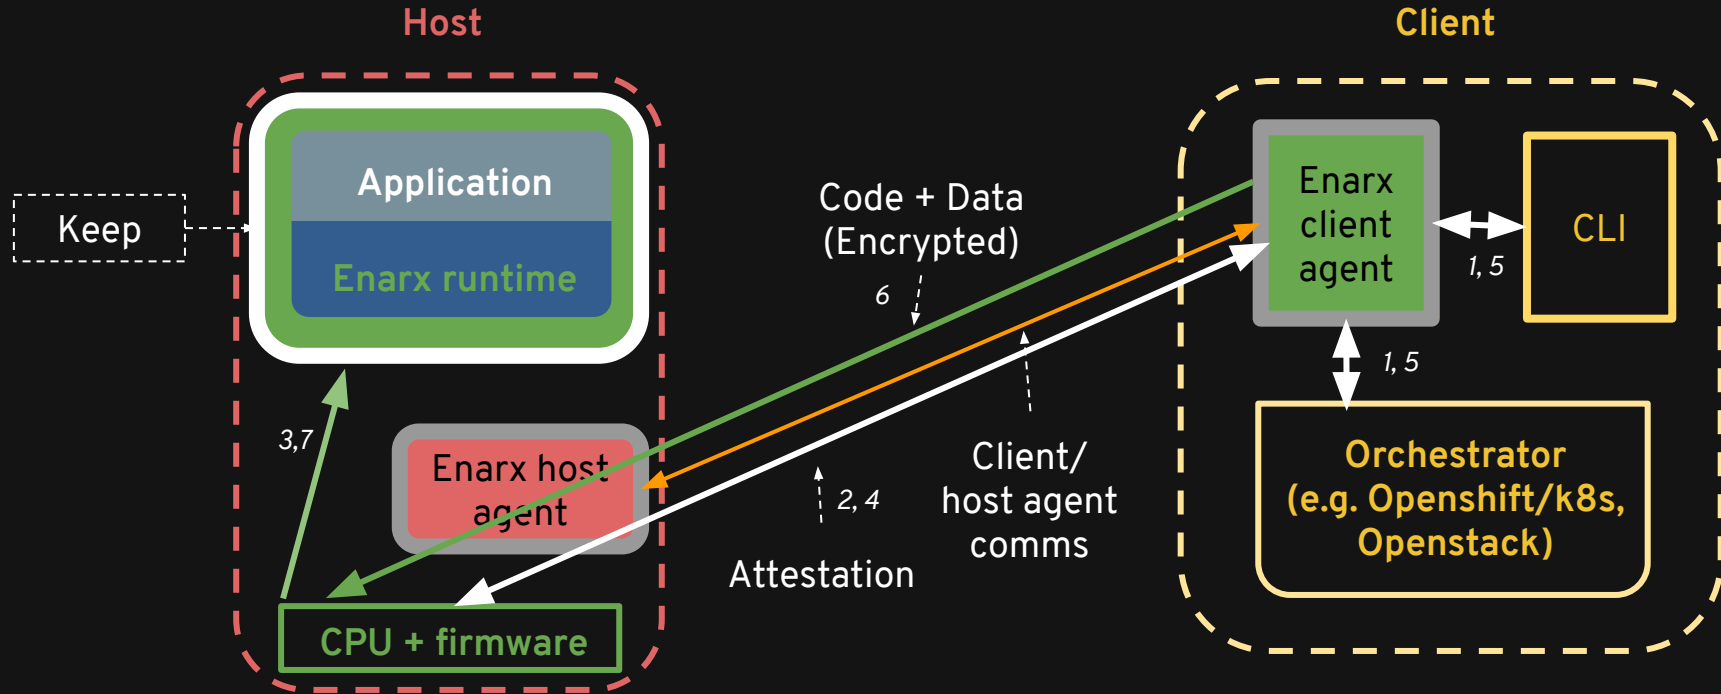 Host
Client
Keep
Application
Enarx runtime
3,7
Enarx host
agent
CPU + firmware
Code + Data
(Encrypted)
6
2, 4
Attestation
Client/
host agent
comms
Enarx
client
agent
1, 5
CLI
1, 5
Orchestrator
(e.g. Openshift/k8s,
Openstack)